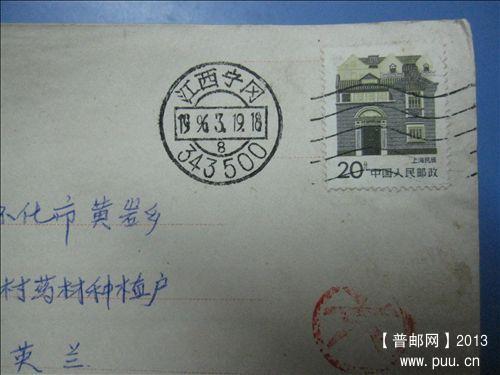 江西宁冈
19 96.3.19.18
8
343500
上海民居
20分 中国人民邮政
怀化市 黄岩乡
村药材种植户
英兰
【普邮网】2013
www.puu.cn